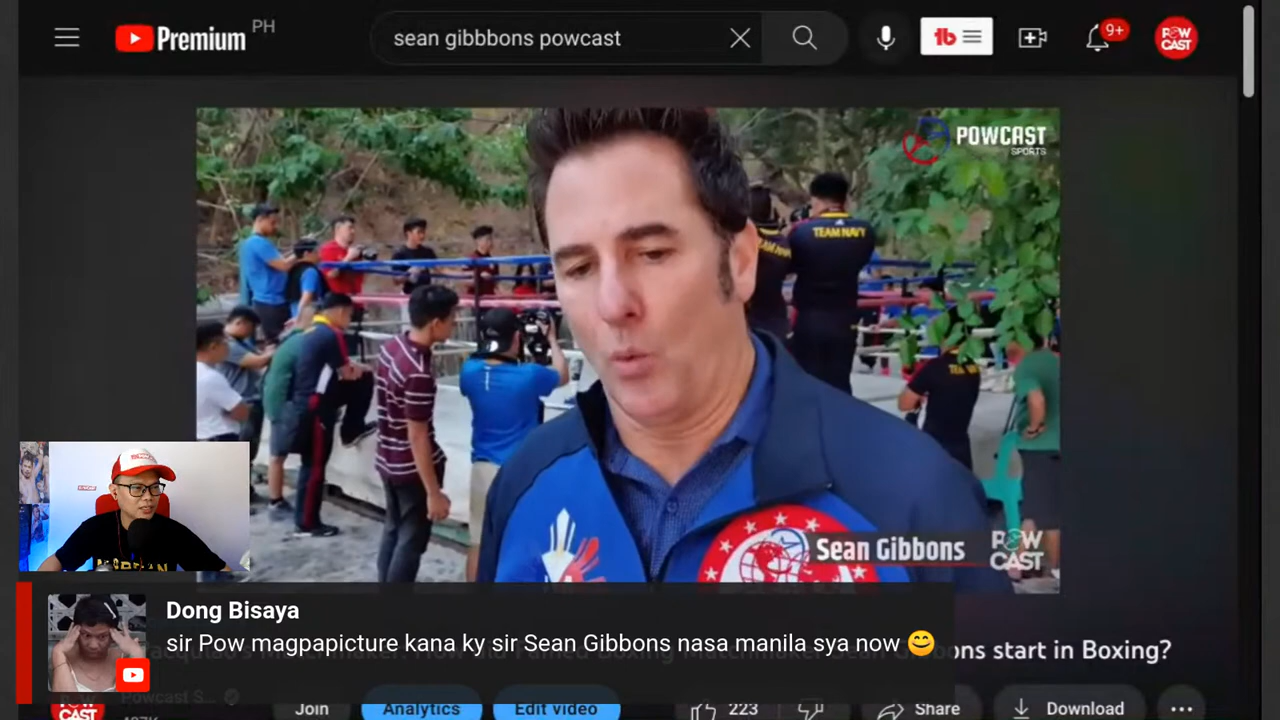 Premium PH
sean gibbbons powcast
9+
POW CAST
POWCAST
SPORTS
TEAM NAVY
Sean Gibbons
POW CAST
Dong Bisaya
sir Pow magpapicture kana ky sir Sean Gibbons nasa manila sya now 😊
ons start in Boxing?
Powcast S...
Join
Analytics
Edit video
223
Share
Download